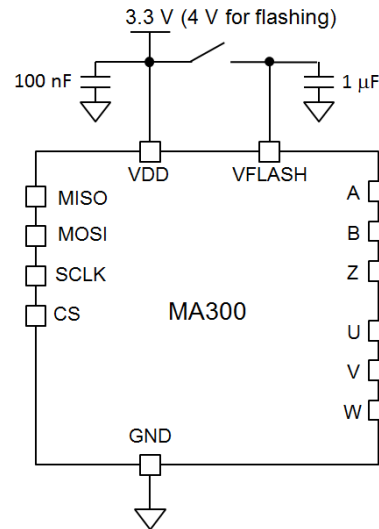 3.3 V (4 V for flashing)
100 nF
1 μF
VDD
VFLASH
MISO
MOSI
SCLK
CS
MA300
A
B
Z
U
V
W
GND